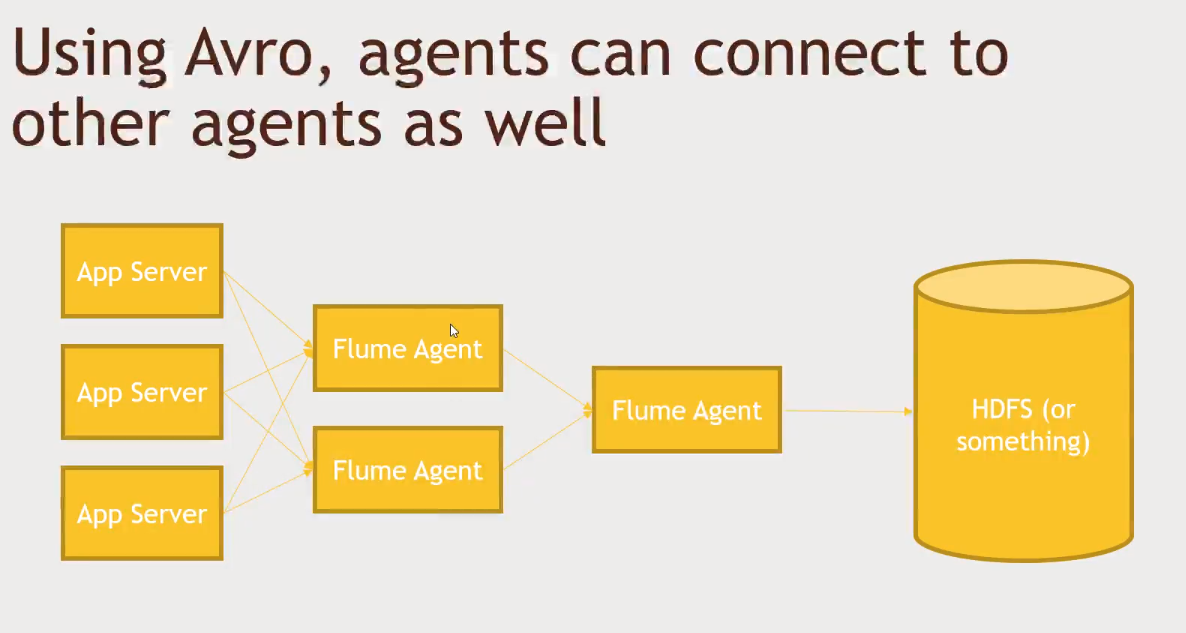 Using Avro, agents can connect to
other agents as well
App Server
App Server
App Server
Flume Agent
Flume Agent
Flume Agent
HDFS (or
something)